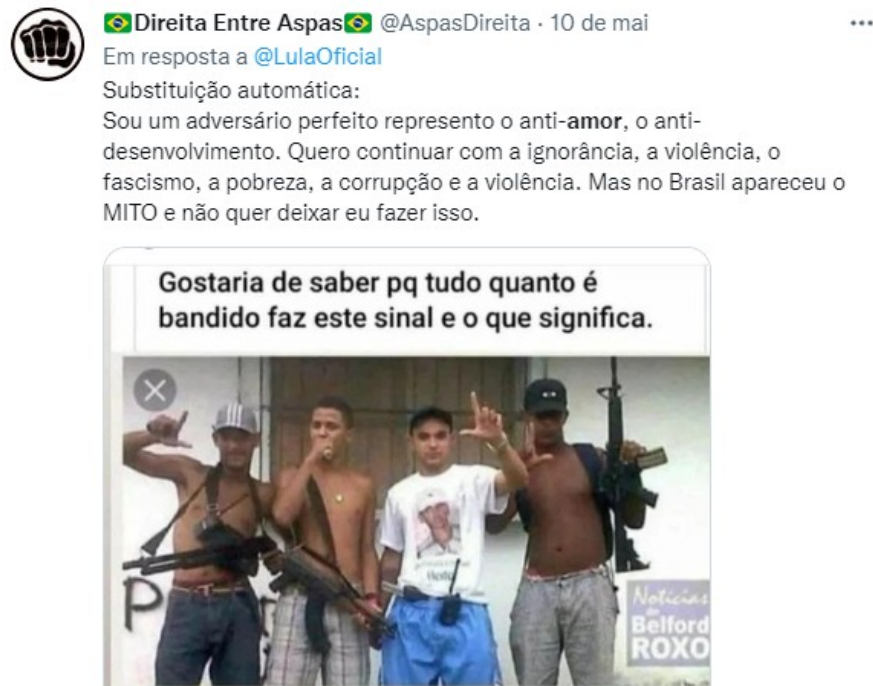 Direita Entre Aspas @AspasDireita · 10 de mai
Em resposta a @LulaOficial
Substituição automática:
Sou um adversário perfeito represento o anti-amor, o anti-
desenvolvimento. Quero continuar com a ignorância, a violência, o
fascismo, a pobreza, a corrupção e a violência. Mas no Brasil apareceu o
MITO e não quer deixar eu fazer isso.
Gostaria de saber pq tudo quanto é
bandido faz este sinal e o que significa.
P
Notícias
de
Belford
ROXO